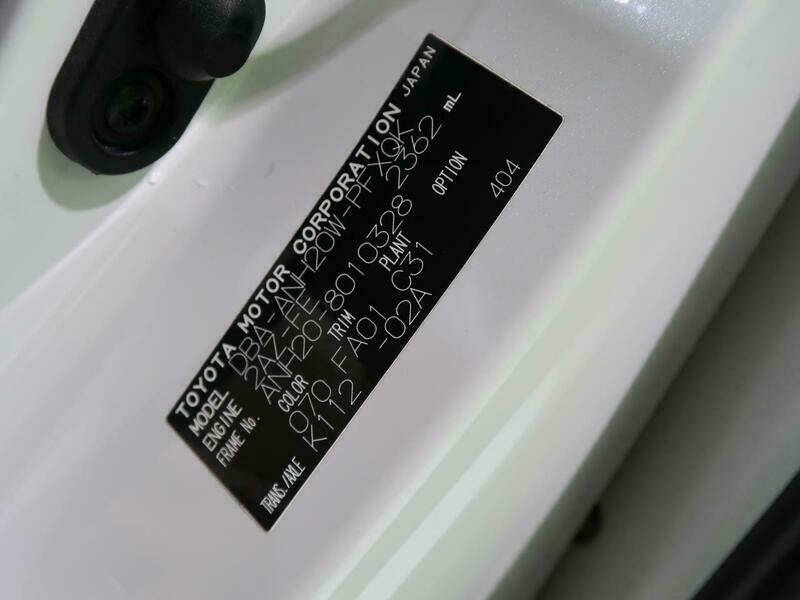 TOYOTA MOTOR CORPORATION JAPAN
MODEL DBA-ANH20W-PFXQK
ENGINE 2AZ-FE 2362 mL
FRAME No. ANH20-8010328
COLOR TRIM PLANT OPTION
070 FA01 C31 404
TRANS./AXLE K112 -02A